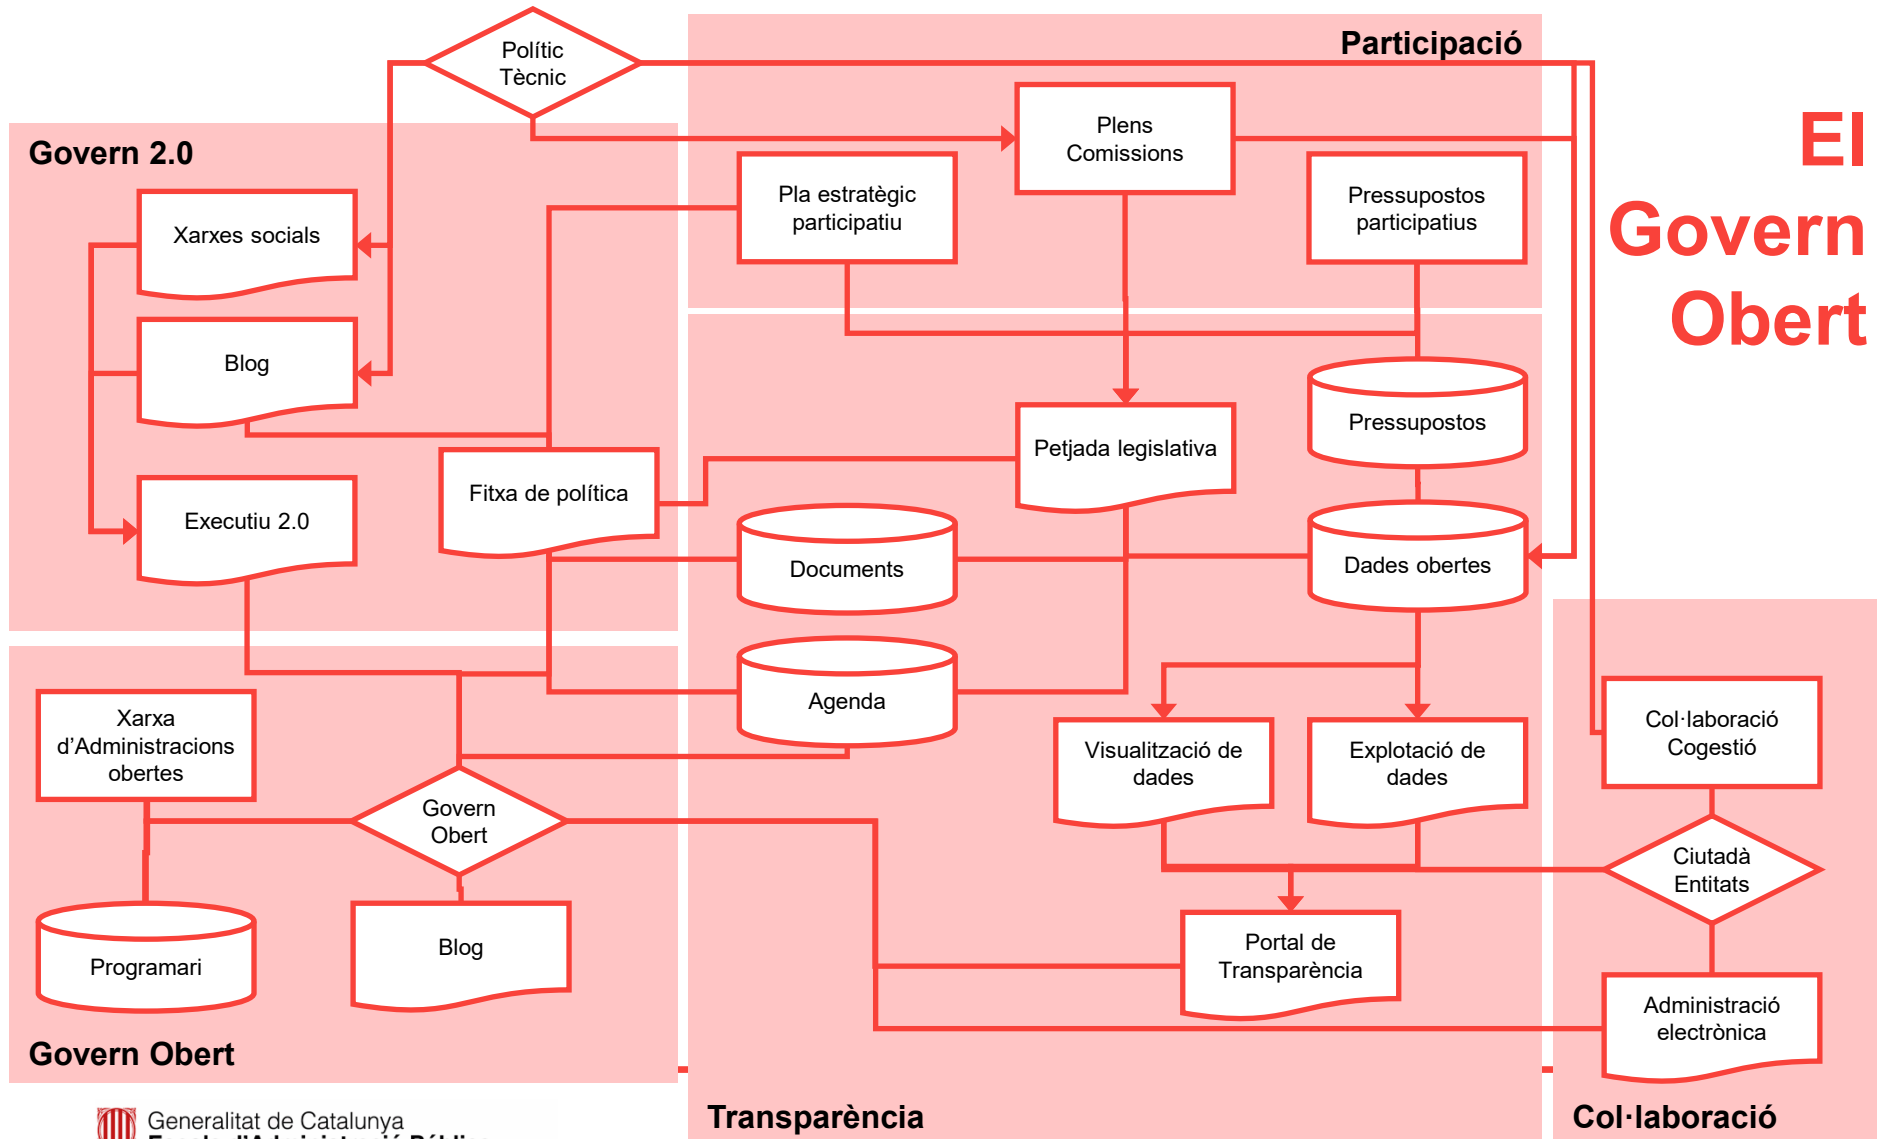 El
Govern
Obert
Polític
Tècnic
Participació
Plens
Comissions
Pla estratègic
participatiu
Pressupostos
participatius
Govern 2.0
Xarxes socials
Blog
Executiu 2.0
Fitxa de política
Petjada legislativa
Pressupostos
Documents
Dades obertes
Agenda
Visualització de
dades
Explotació de
dades
Portal de
Transparència
Transparència
Xarxa
d’Administracions
obertes
Govern
Obert
Programari
Blog
Govern Obert
Col·laboració
Cogestió
Ciutadà
Entitats
Administració
electrònica
Col·laboració
Generalitat de Catalunya
Escola d'Administració Pública